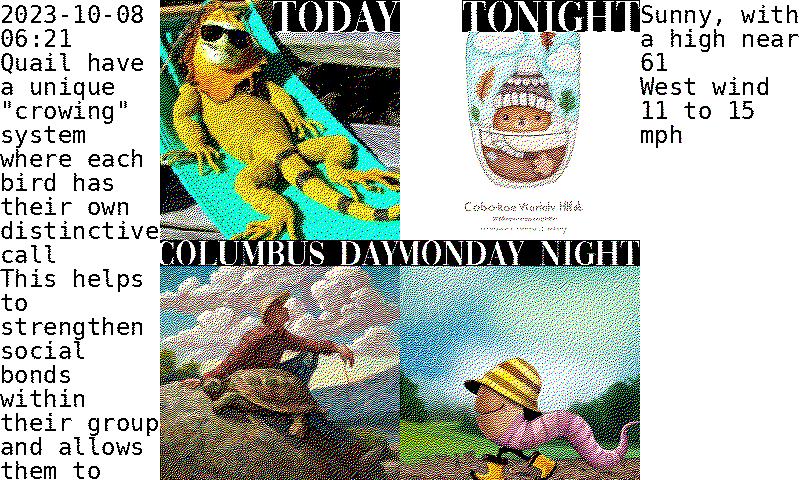 2023-10-08
06:21
Quail have
a unique
"crowing"
system
where each
bird has
their own
distinctive
call
This helps
to
strengthen
social
bonds
within
their group
and allows
them to
TODAY
TONIGHT
COLUMBUS DAY
MONDAY NIGHT
Sunny, with
a high near
61
West wind
11 to 15
mph